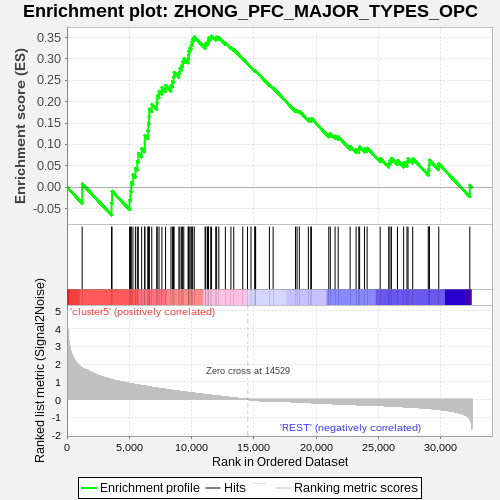 Enrichment plot: ZHONG_PFC_MAJOR_TYPES_OPC
Enrichment score (ES)
0.35
0.30
0.25
0.20
0.15
0.10
0.05
0.00
-0.05
'cluster5' (positively correlated)
Ranked list metric (Signal2Noise)
5
4
3
2
1
0
-1
-2
Zero cross at 14529
'REST' (negatively correlated)
0 5,000 10,000 15,000 20,000 25,000 30,000
Rank in Ordered Dataset
Enrichment profile Hits Ranking metric scores